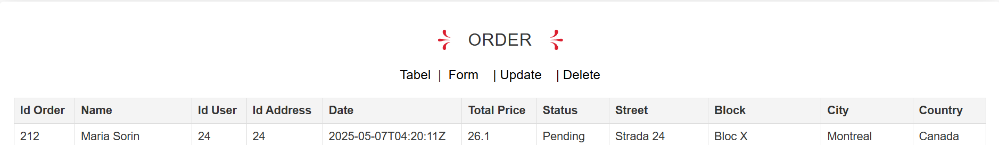 ORDER
Tabel | Form | Update | Delete
Id Order Name Id User Id Address Date Total Price Status Street Block City Country
212 Maria Sorin 24 24 2025-05-07T04:20:11Z 26.1 Pending Strada 24 Bloc X Montreal Canada